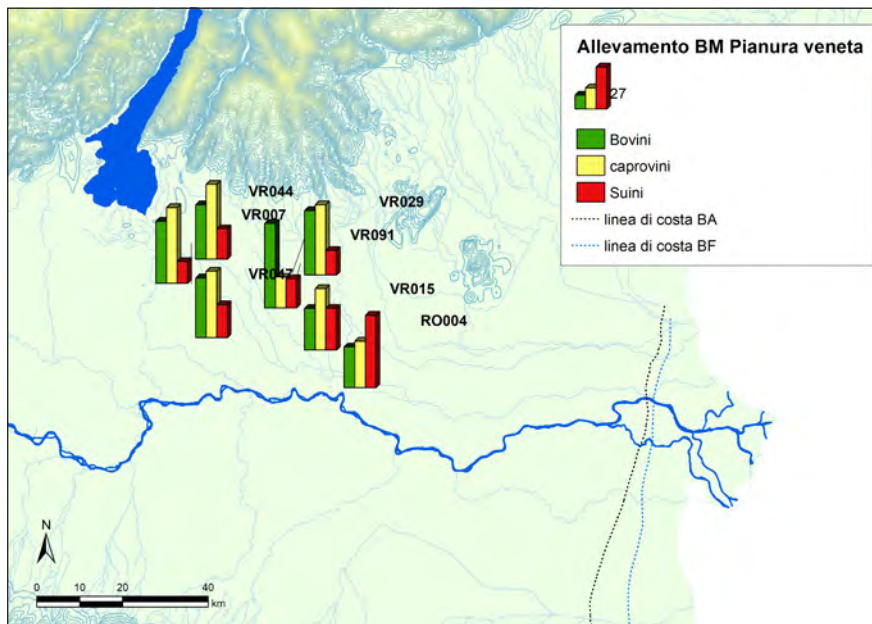 Allevamento BM Pianura veneta
27
Bovini
caprovini
Suini
linea di costa BA
linea di costa BF
VR044
VR029
VR007
VR091
VR047
VR015
RO004
N
0 10 20 40
km